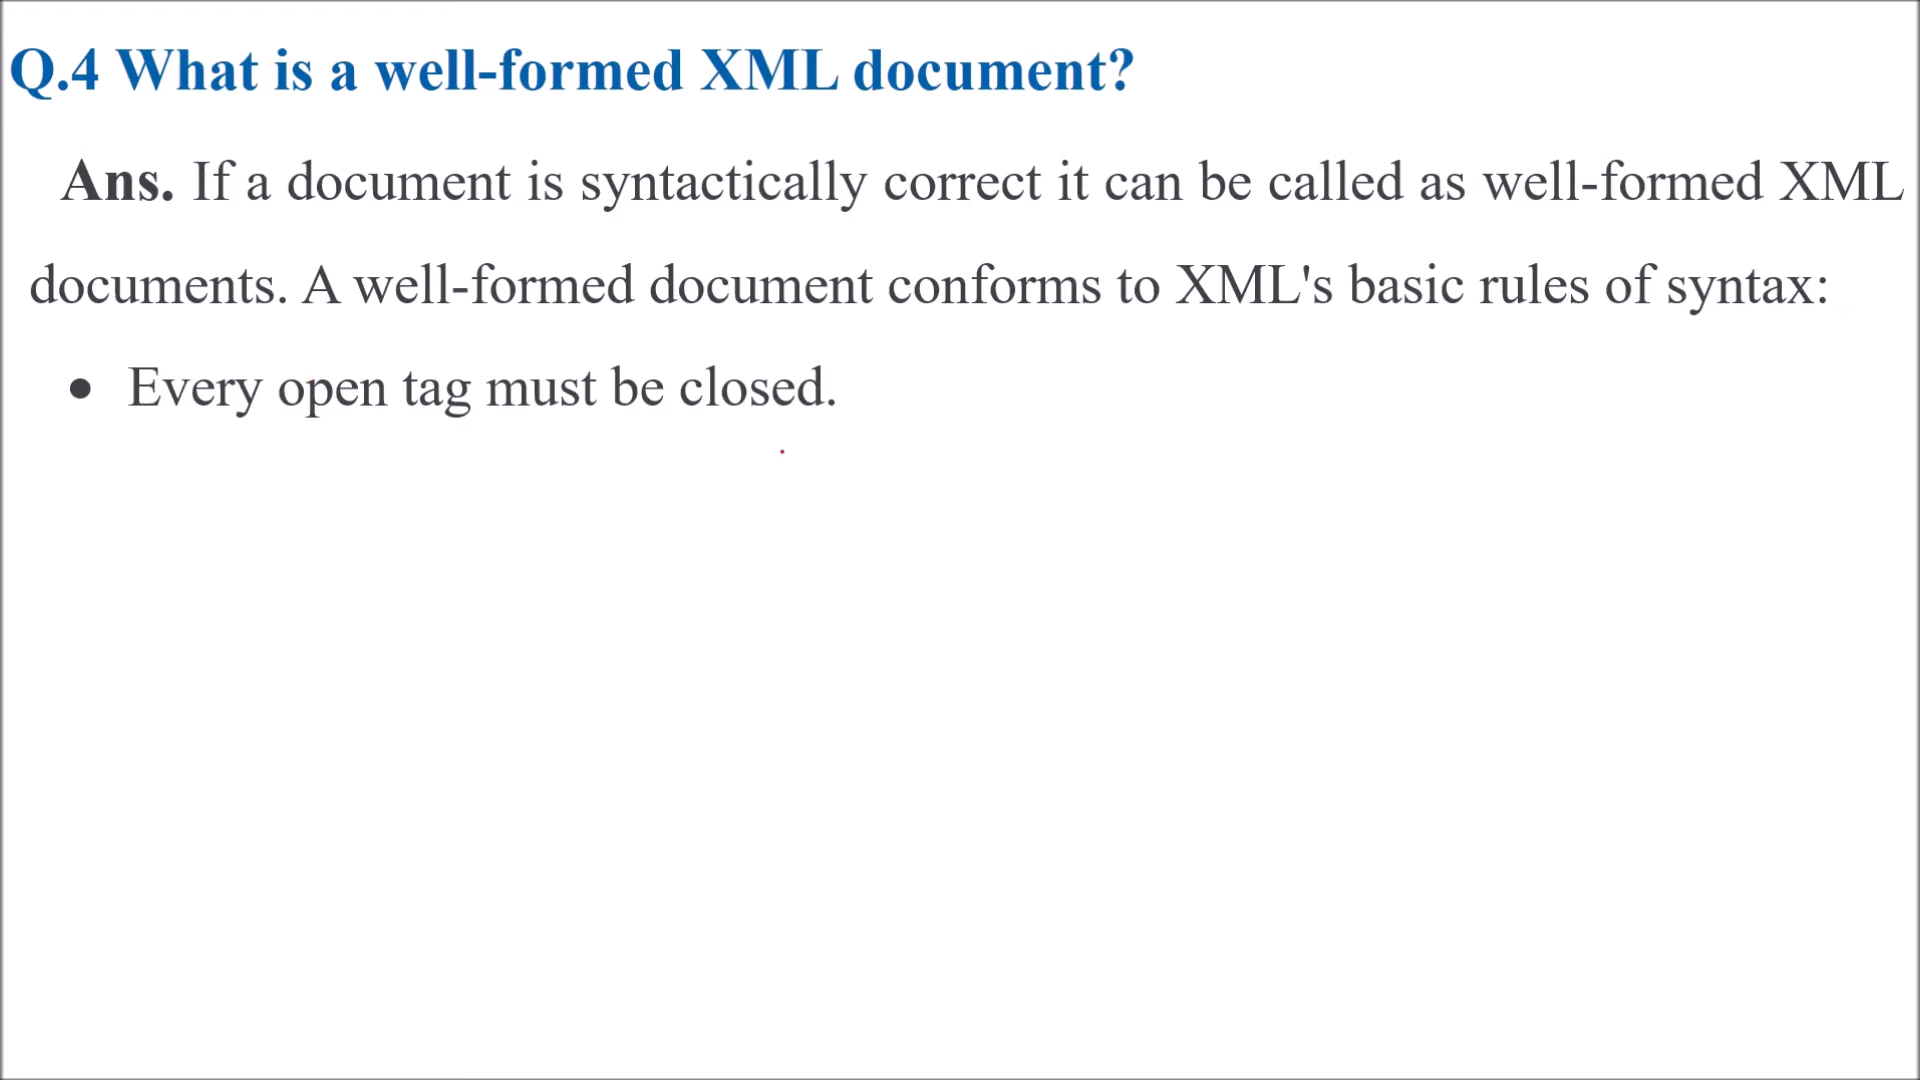 Q.4 What is a well-formed XML document?
Ans. If a document is syntactically correct it can be called as well-formed XML
documents. A well-formed document conforms to XML's basic rules of syntax:
• Every open tag must be closed.